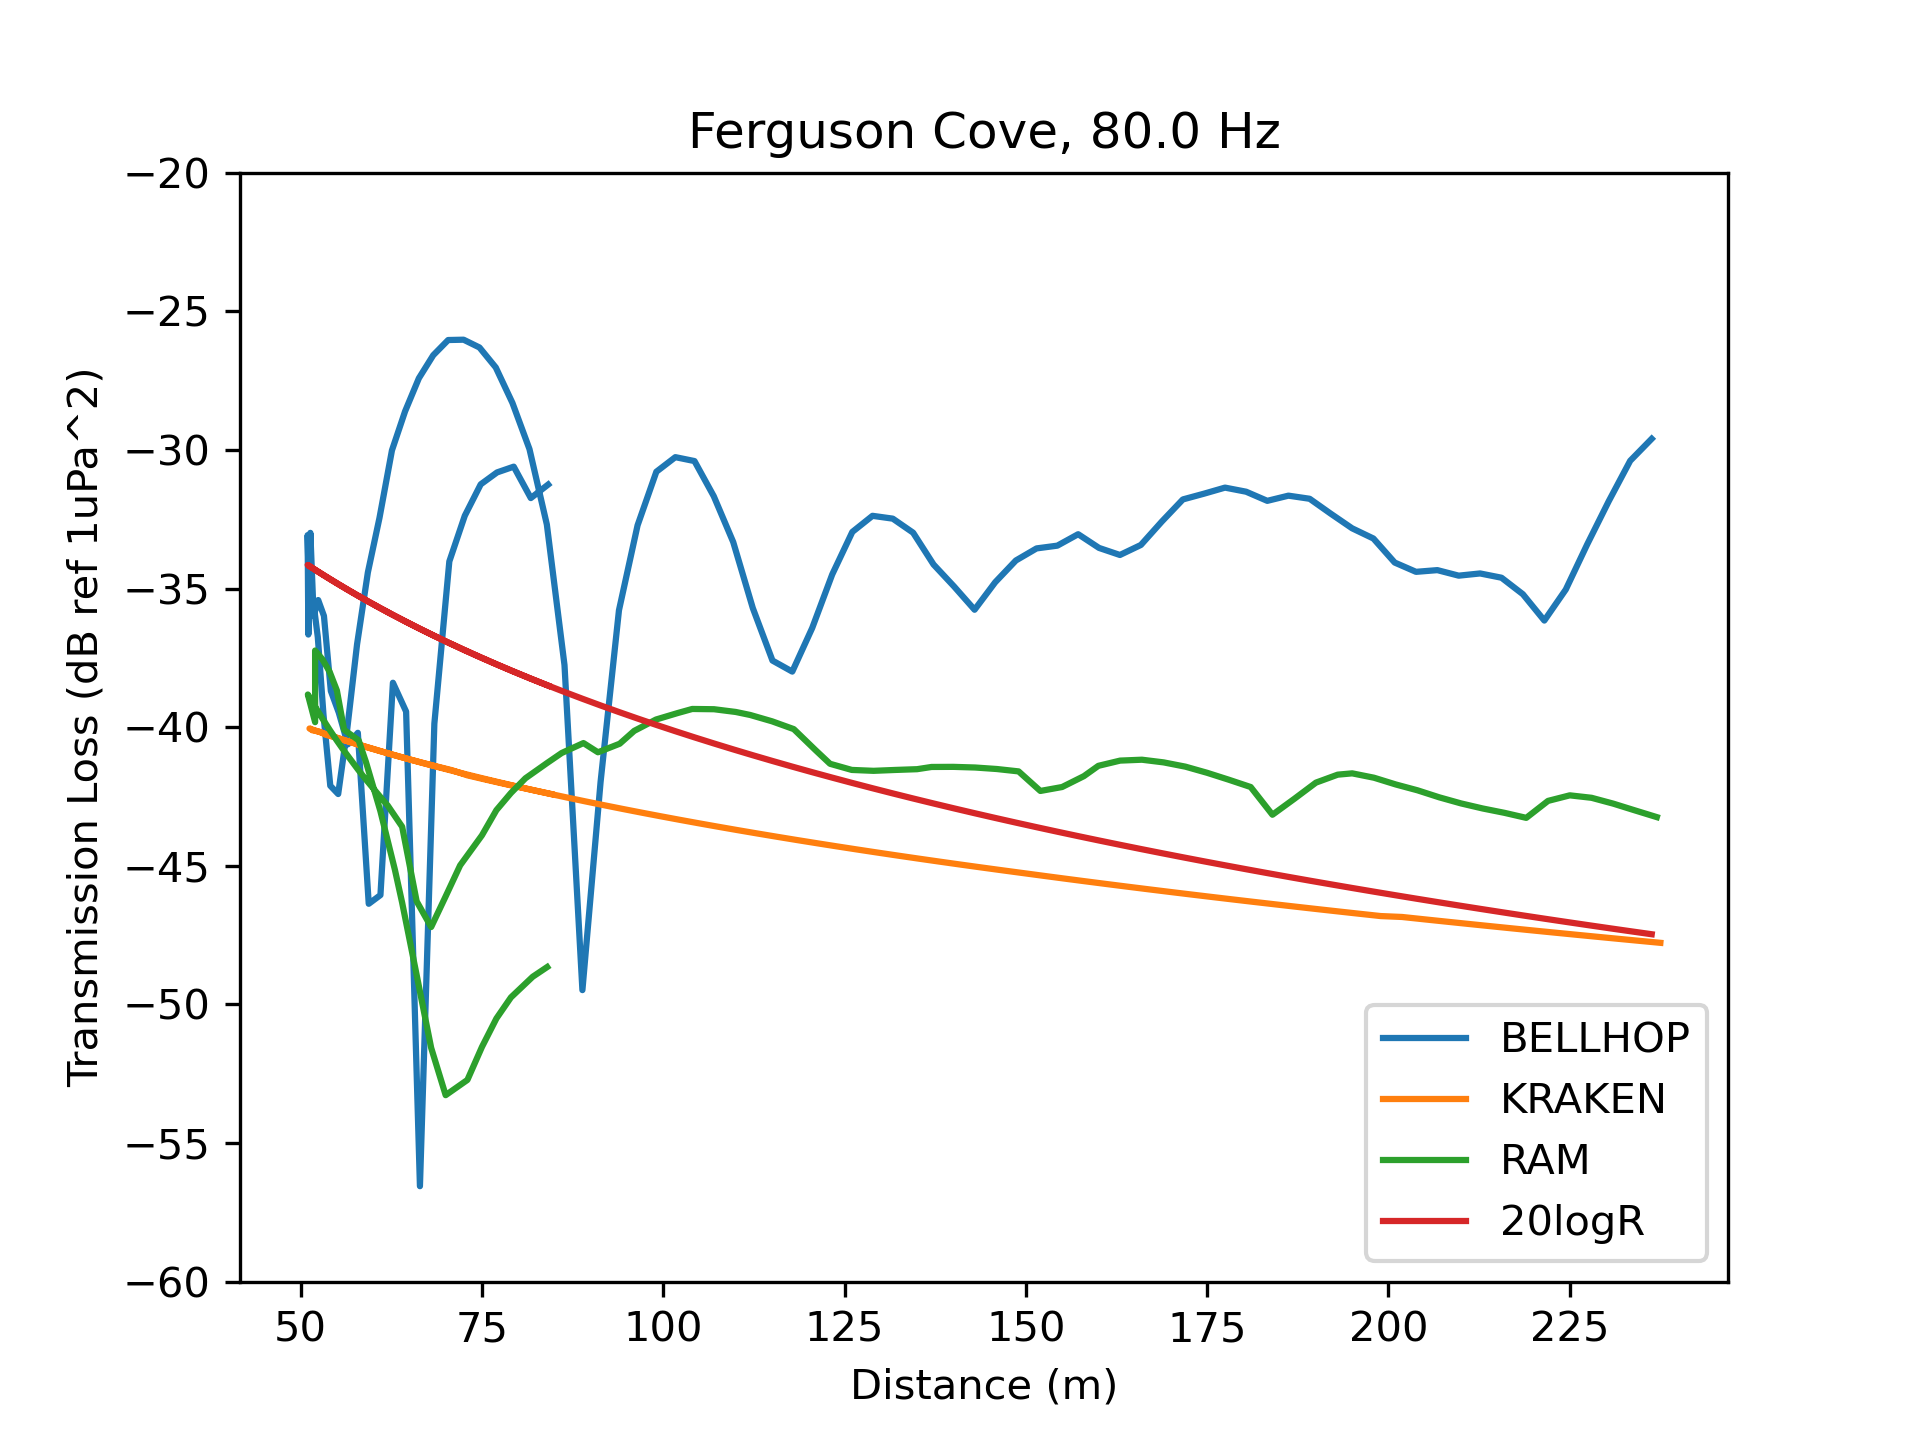 Ferguson Cove, 80.0 Hz
Transmission Loss (dB ref 1uPa^2)
−20
−25
−30
−35
−40
−45
−50
−55
−60
50 75 100 125 150 175 200 225
Distance (m)
BELLHOP
KRAKEN
RAM
20logR